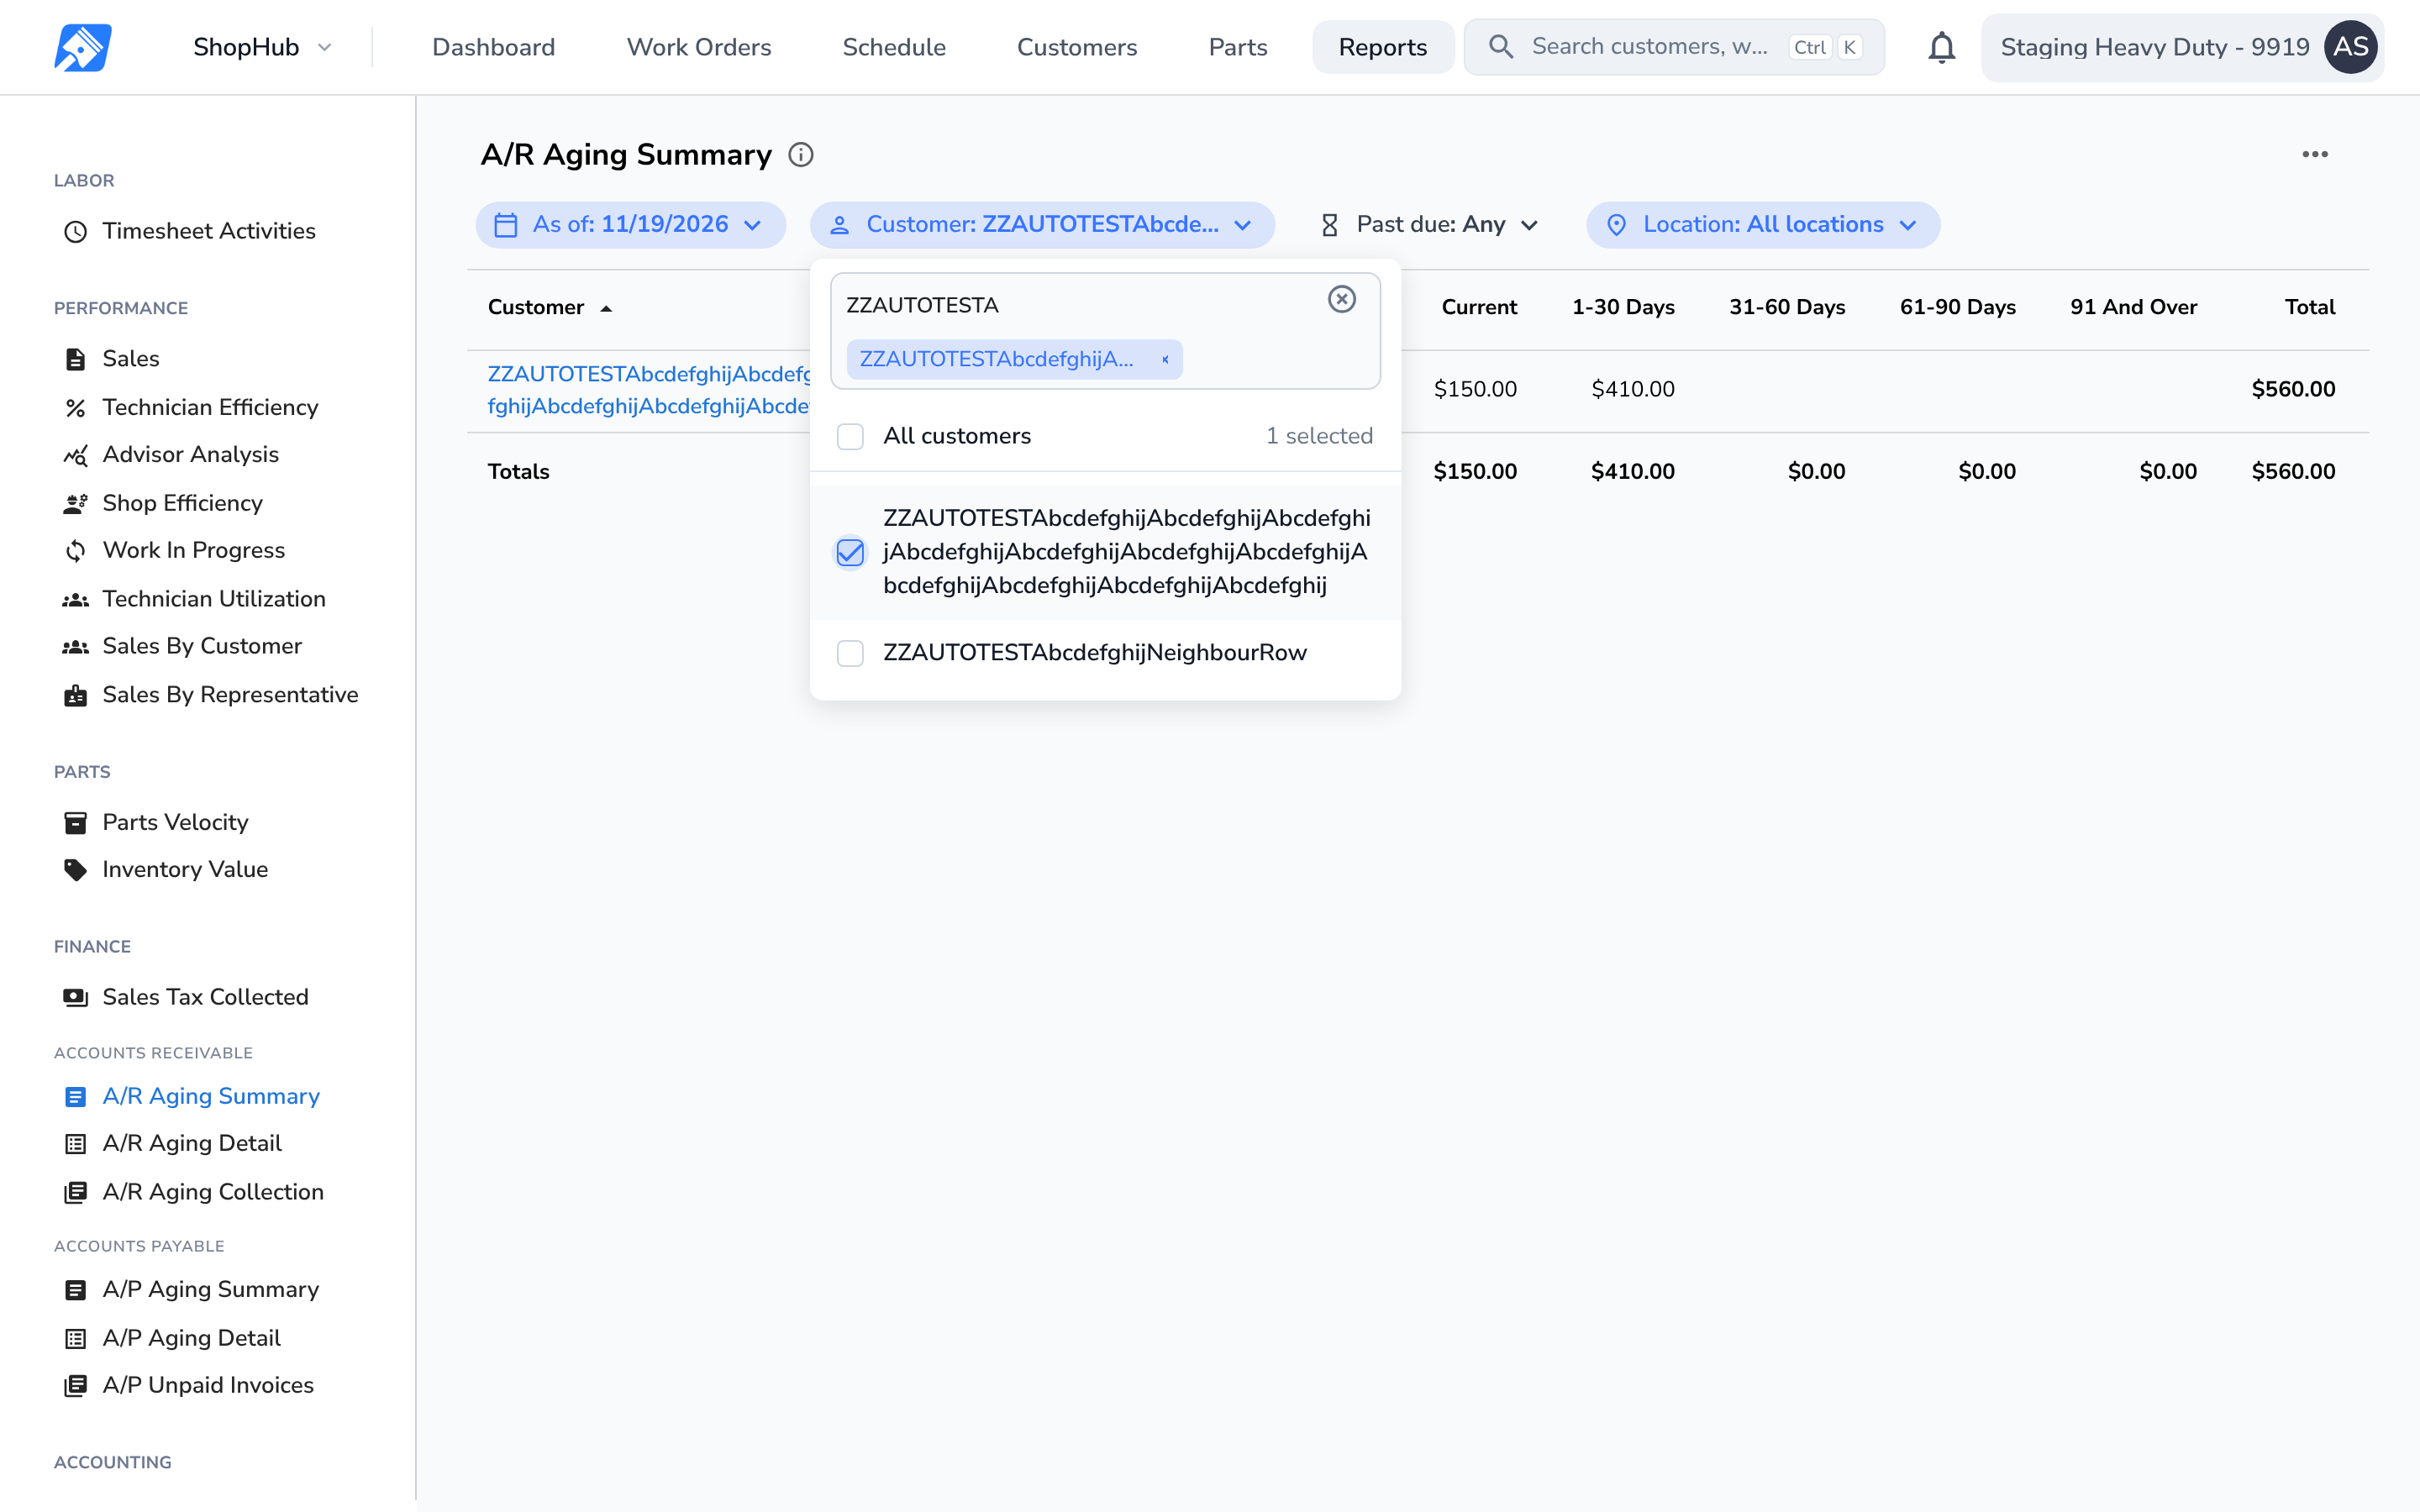 ShopHub
Dashboard
Work Orders
Schedule
Customers
Parts
Reports
Search customers, w...
Ctrl K
Staging Heavy Duty - 9919
AS
LABOR
Timesheet Activities
PERFORMANCE
Sales
Technician Efficiency
Advisor Analysis
Shop Efficiency
Work In Progress
Technician Utilization
Sales By Customer
Sales By Representative
PARTS
Parts Velocity
Inventory Value
FINANCE
Sales Tax Collected
ACCOUNTS RECEIVABLE
A/R Aging Summary
A/R Aging Detail
A/R Aging Collection
ACCOUNTS PAYABLE
A/P Aging Summary
A/P Aging Detail
A/P Unpaid Invoices
ACCOUNTING
A/R Aging Summary
As of: 11/19/2026
Customer: ZZAUTOTESTAbcde...
Past due: Any
Location: All locations
Customer
Current
1-30 Days
31-60 Days
61-90 Days
91 And Over
Total
ZZAUTOTESTAbcdefghijAbcdefg
fghijAbcdefghijAbcdefghijAbcde
$150.00
$410.00
$560.00
Totals
$150.00
$410.00
$0.00
$0.00
$0.00
$560.00
ZZAUTOTESTA
ZZAUTOTESTAbcdefghijA...
All customers
1 selected
ZZAUTOTESTAbcdefghijAbcdefghijAbcdefghi
jAbcdefghijAbcdefghijAbcdefghijAbcdefghijA
bcdefghijAbcdefghijAbcdefghijAbcdefghij
ZZAUTOTESTAbcdefghijNeighbourRow